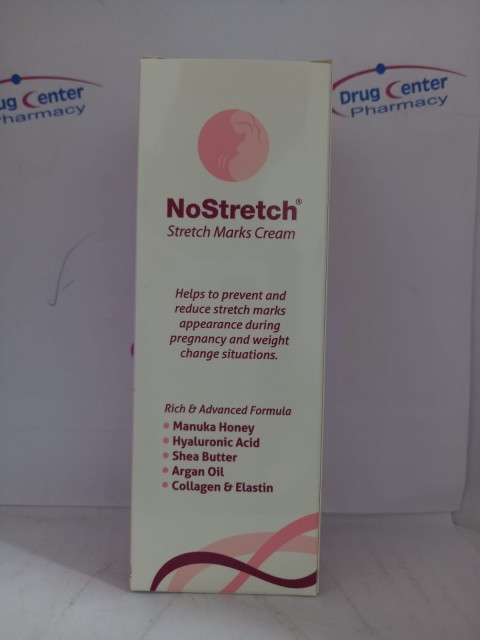 ug Center
Pharmacy
Drug Center
Pharmacy
NoStretch®
Stretch Marks Cream
Helps to prevent and
reduce stretch marks
appearance during
pregnancy and weight
change situations.
Rich & Advanced Formula
• Manuka Honey
• Hyaluronic Acid
• Shea Butter
• Argan Oil
• Collagen & Elastin